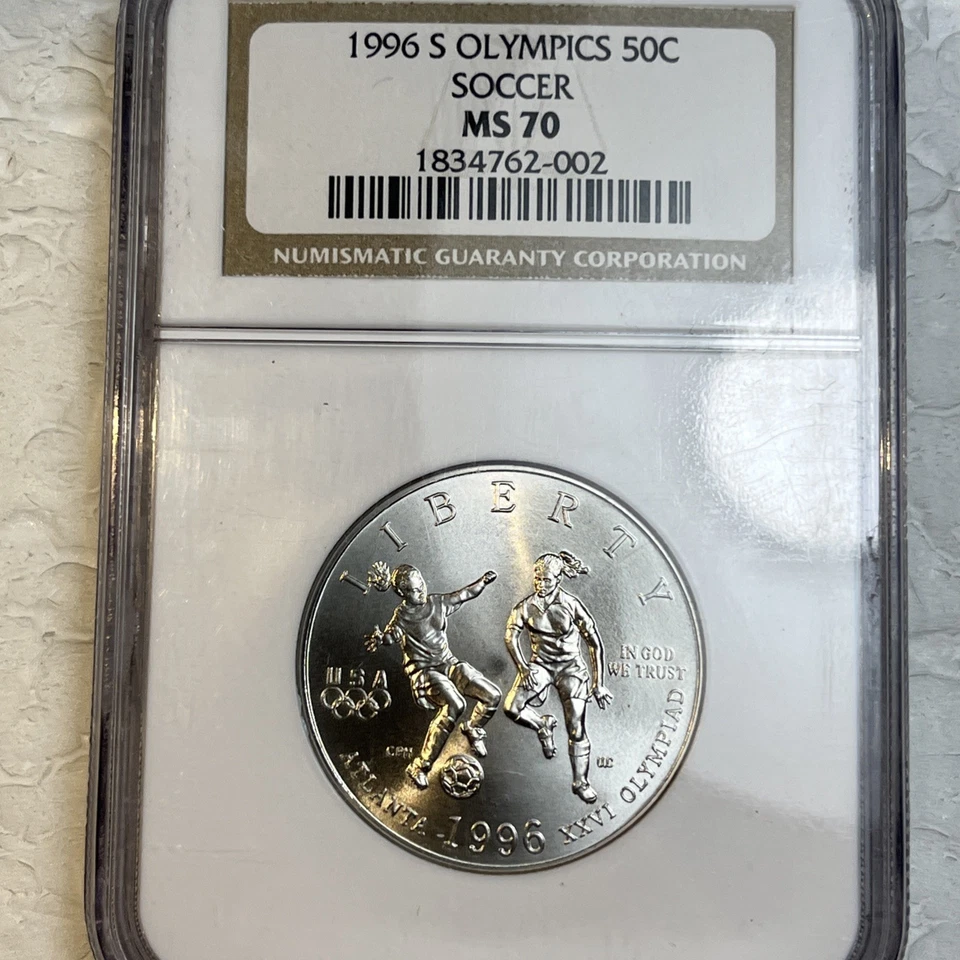 1996 S OLYMPICS 50C
SOCCER
MS 70
1834762-002
NUMISMATIC GUARANTY CORPORATION
LIBERTY
IN GOD
WE TRUST
USA
ATLANTA 1996 XXVI OLYMPIAD